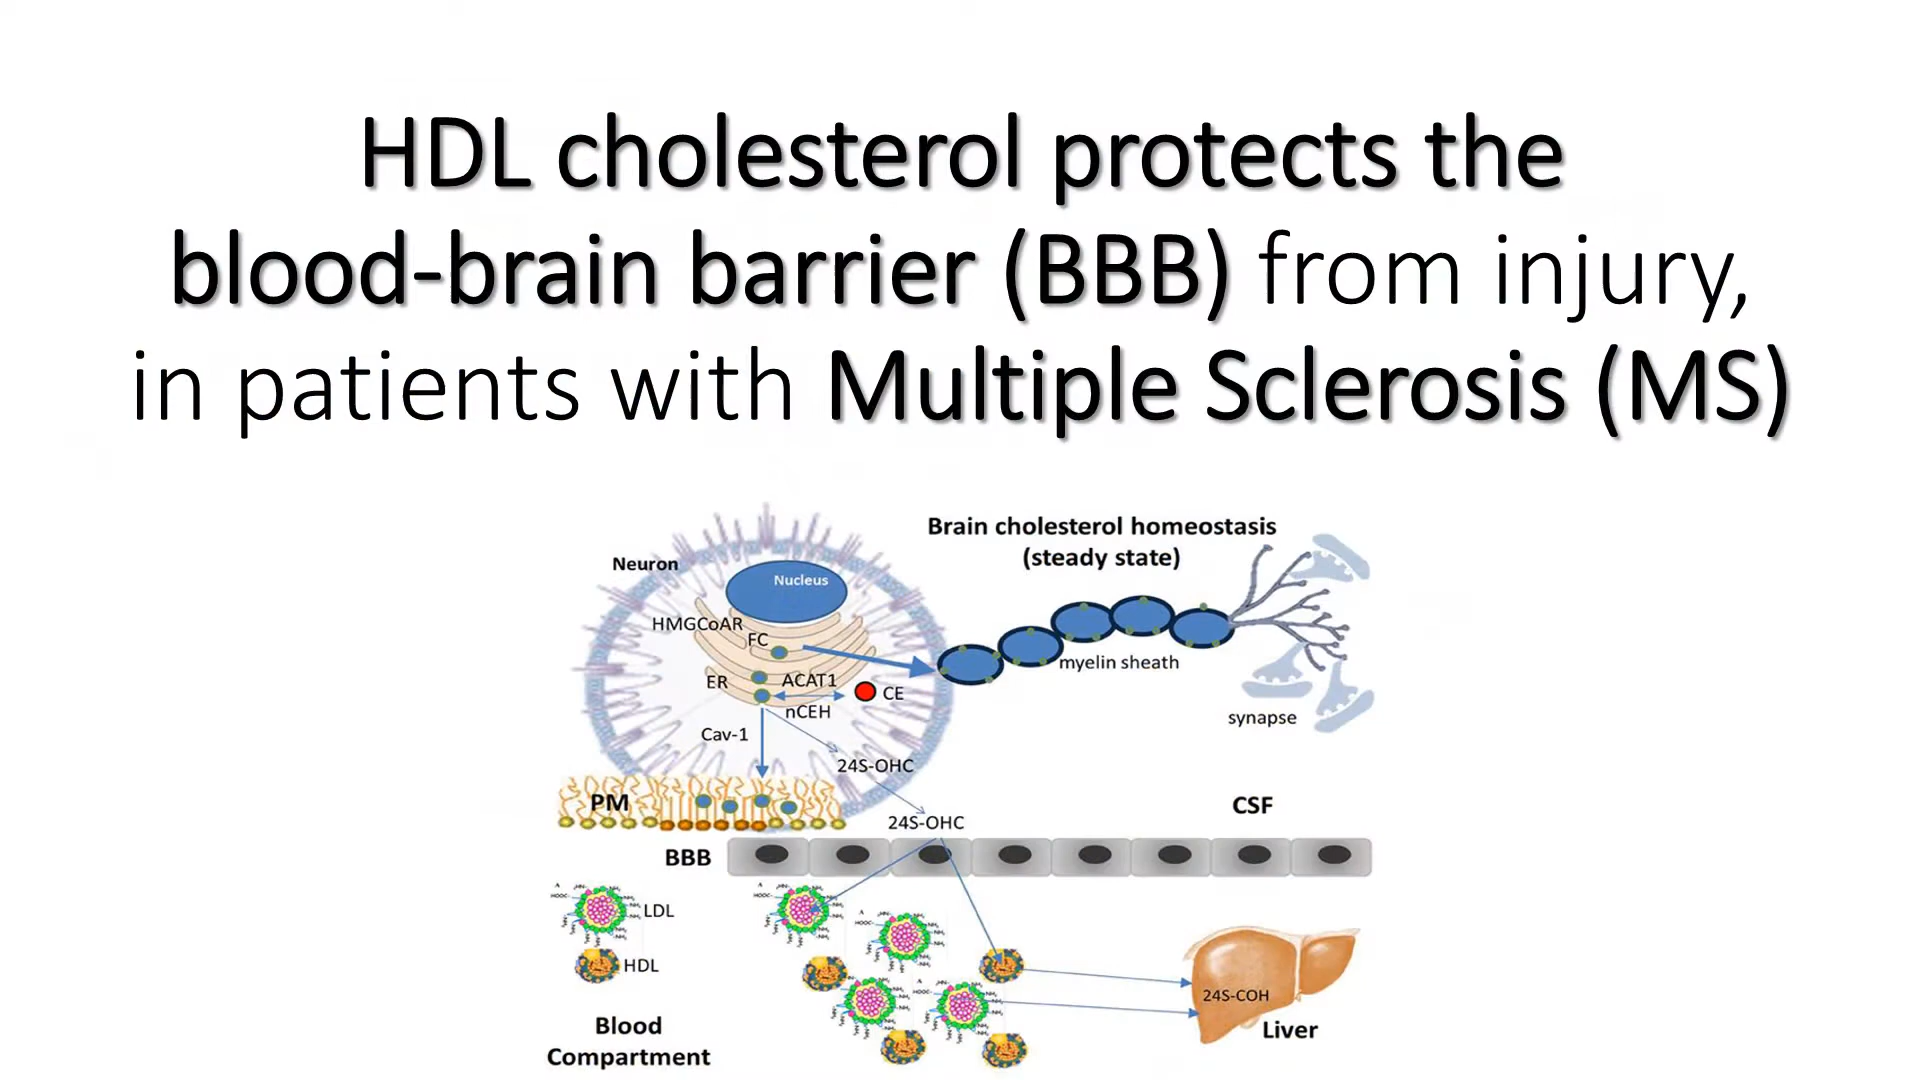 HDL cholesterol protects the
blood-brain barrier (BBB) from injury,
in patients with Multiple Sclerosis (MS)
Brain cholesterol homeostasis
(steady state)
Neuron
Nucleus
HMGCoAR
FC
myelin sheath
ER
ACAT1
CE
nCEH
synapse
Cav-1
24S-OHC
PM
CSF
24S-OHC
BBB
LDL
HDL
24S-COH
Blood
Compartment
Liver